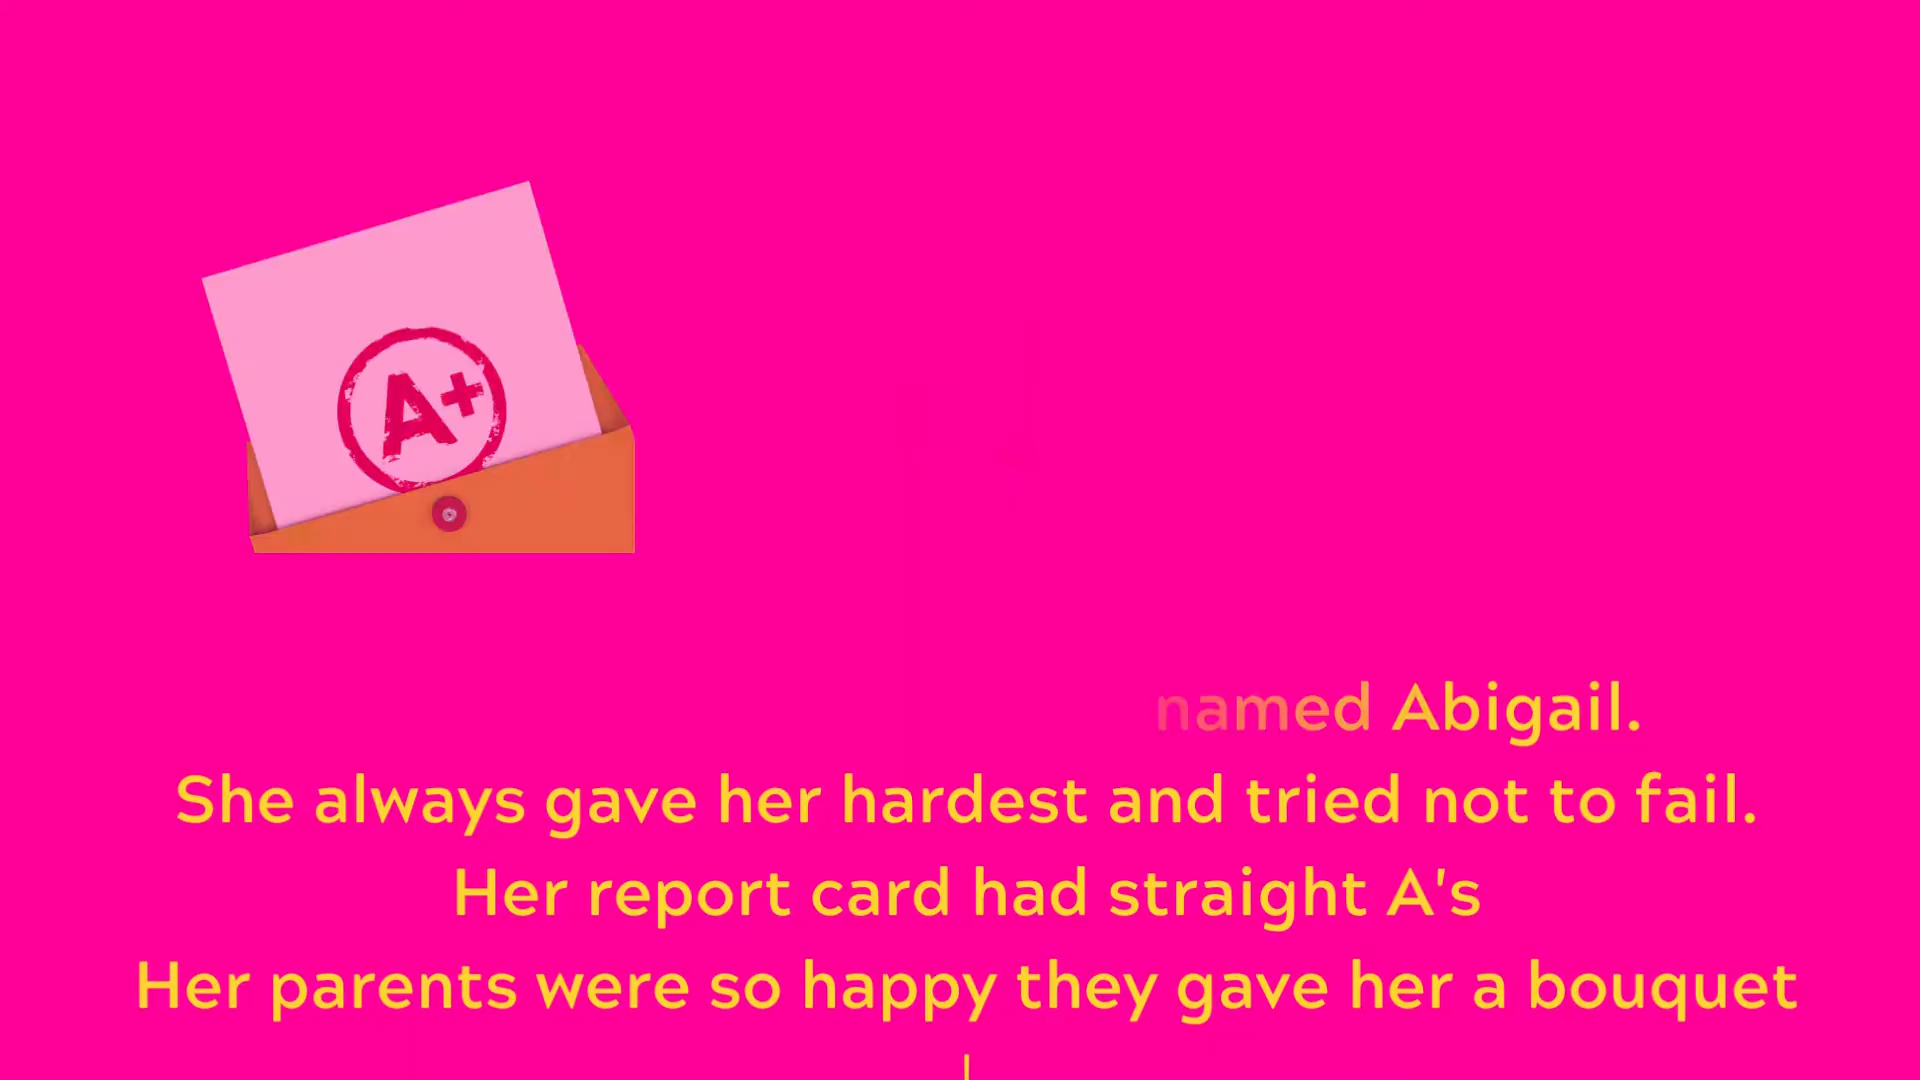 A+
named Abigail.
She always gave her hardest and tried not to fail.
Her report card had straight A's
Her parents were so happy they gave her a bouquet